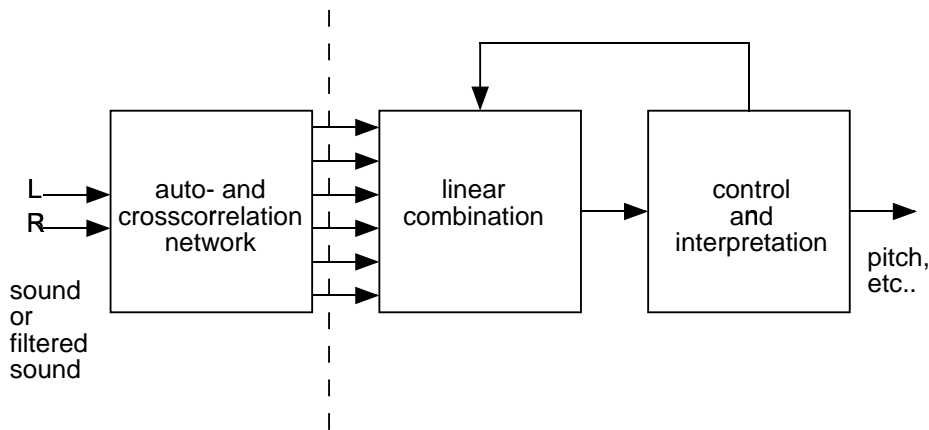 L
R
sound
or
filtered
sound
auto- and
crosscorrelation
network
linear
combination
control
and
interpretation
pitch,
etc..